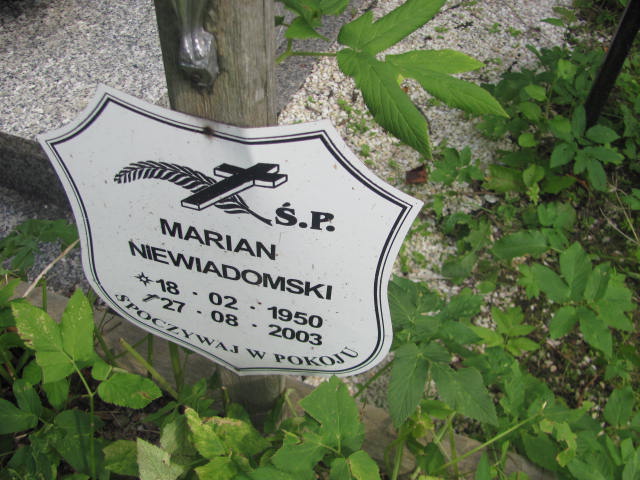 Ś.P.
MARIAN
NIEWIADOMSKI
18 · 02 · 1950
27 · 08 · 2003
SPOCZYWAJ W POKOJU